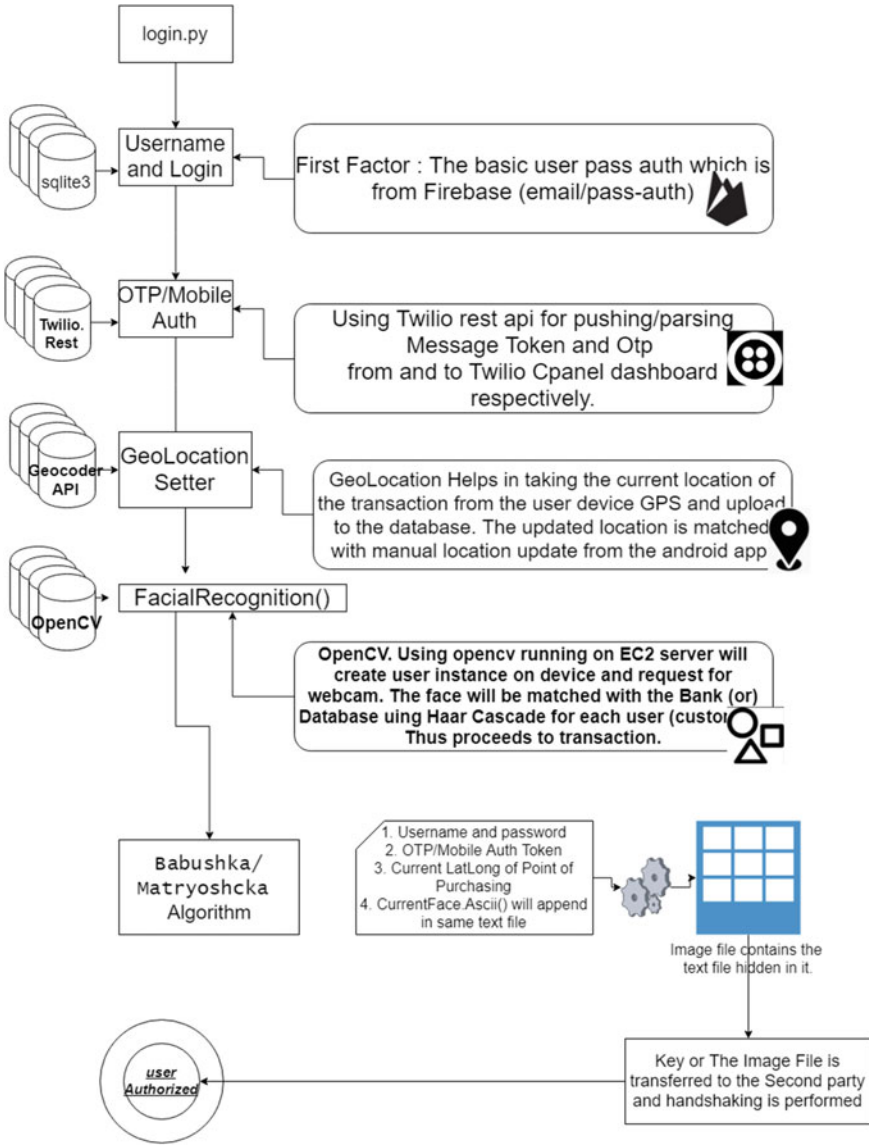 login.py
Username
and Login
sqlite3
First Factor : The basic user pass auth which is
from Firebase (email/pass-auth)
OTP/Mobile
Auth
Twilio.
Rest
Using Twilio rest api for pushing/parsing
Message Token and Otp
from and to Twilio Cpanel dashboard
respectively.
GeoLocation
Setter
Geocoder
API
GeoLocation Helps in taking the current location of
the transaction from the user device GPS and upload
to the database. The updated location is matched
with manual location update from the android app
FacialRecognition()
OpenCV
OpenCV. Using opencv running on EC2 server will
create user instance on device and request for
webcam. The face will be matched with the Bank (or)
Database uing Haar Cascade for each user (custom
Thus proceeds to transaction.
Babushka/
Matryoshcka
Algorithm
1. Username and password
2. OTP/Mobile Auth Token
3. Current LatLong of Point of
Purchasing
4. CurrentFace.Ascii() will append
in same text file
Image file contains the
text file hidden in it.
Key or The Image File is
transferred to the Second party
and handshaking is performed
user
Authorized